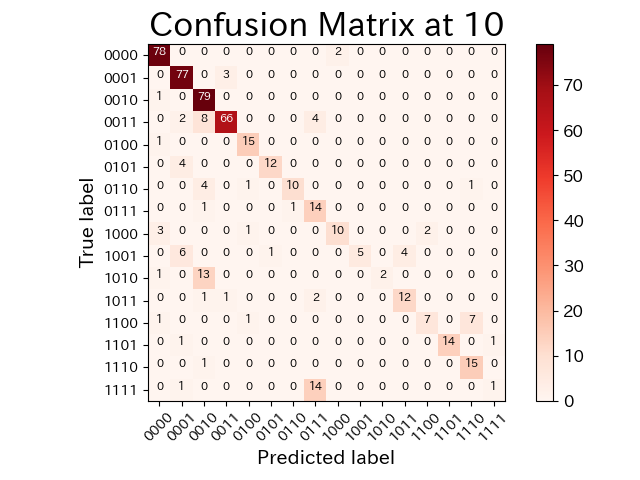 Confusion Matrix at 10
True label
0000 78 0 0 0 0 0 0 0 2 0 0 0 0 0 0 0
0001 0 77 0 3 0 0 0 0 0 0 0 0 0 0 0 0
0010 1 0 79 0 0 0 0 0 0 0 0 0 0 0 0 0
0011 0 2 8 66 0 0 0 4 0 0 0 0 0 0 0 0
0100 1 0 0 0 15 0 0 0 0 0 0 0 0 0 0 0
0101 0 4 0 0 0 12 0 0 0 0 0 0 0 0 0 0
0110 0 0 4 0 1 0 10 0 0 0 0 0 0 0 1 0
0111 0 0 1 0 0 0 1 14 0 0 0 0 0 0 0 0
1000 3 0 0 0 1 0 0 0 10 0 0 0 2 0 0 0
1001 0 6 0 0 0 1 0 0 0 5 0 4 0 0 0 0
1010 1 0 13 0 0 0 0 0 0 0 2 0 0 0 0 0
1011 0 0 1 1 0 0 0 2 0 0 0 12 0 0 0 0
1100 1 0 0 0 1 0 0 0 0 0 0 0 7 0 7 0
1101 0 1 0 0 0 0 0 0 0 0 0 0 0 14 0 1
1110 0 0 1 0 0 0 0 0 0 0 0 0 0 0 15 0
1111 0 1 0 0 0 0 0 14 0 0 0 0 0 0 0 1
0000 0001 0010 0011 0100 0101 0110 0111 1000 1001 1010 1011 1100 1101 1110 1111
Predicted label
70
60
50
40
30
20
10
0